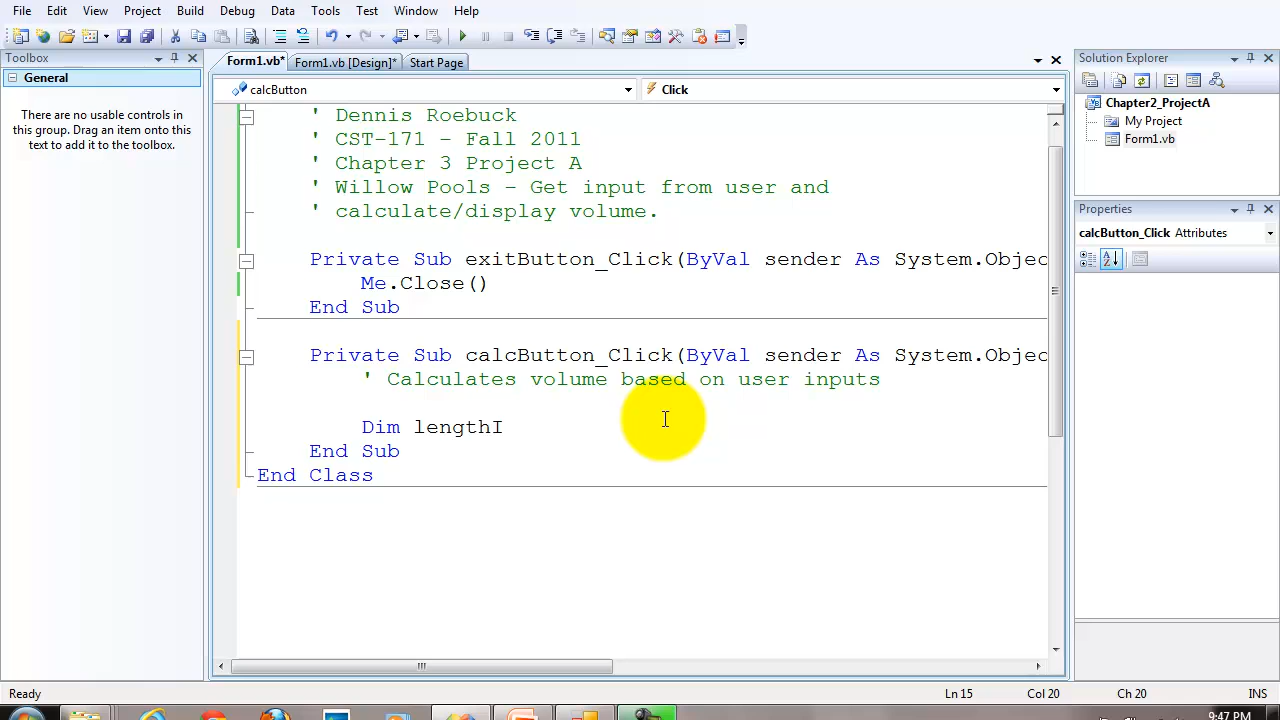 File Edit View Project Build Debug Data Tools Test Window Help
Toolbox
General
There are no usable controls in
this group. Drag an item onto this
text to add it to the toolbox.
Form1.vb* Form1.vb [Design]* Start Page
calcButton Click
' Dennis Roebuck
' CST-171 - Fall 2011
' Chapter 3 Project A
' Willow Pools - Get input from user and
' calculate/display volume.
Private Sub exitButton_Click(ByVal sender As System.Objec
Me.Close()
End Sub
Private Sub calcButton_Click(ByVal sender As System.Objec
' Calculates volume based on user inputs
Dim lengthI
End Sub
End Class
Solution Explorer
Chapter2_ProjectA
My Project
Form1.vb
Properties
calcButton_Click Attributes
Ready Ln 15 Col 20 Ch 20 INS
9:47 PM